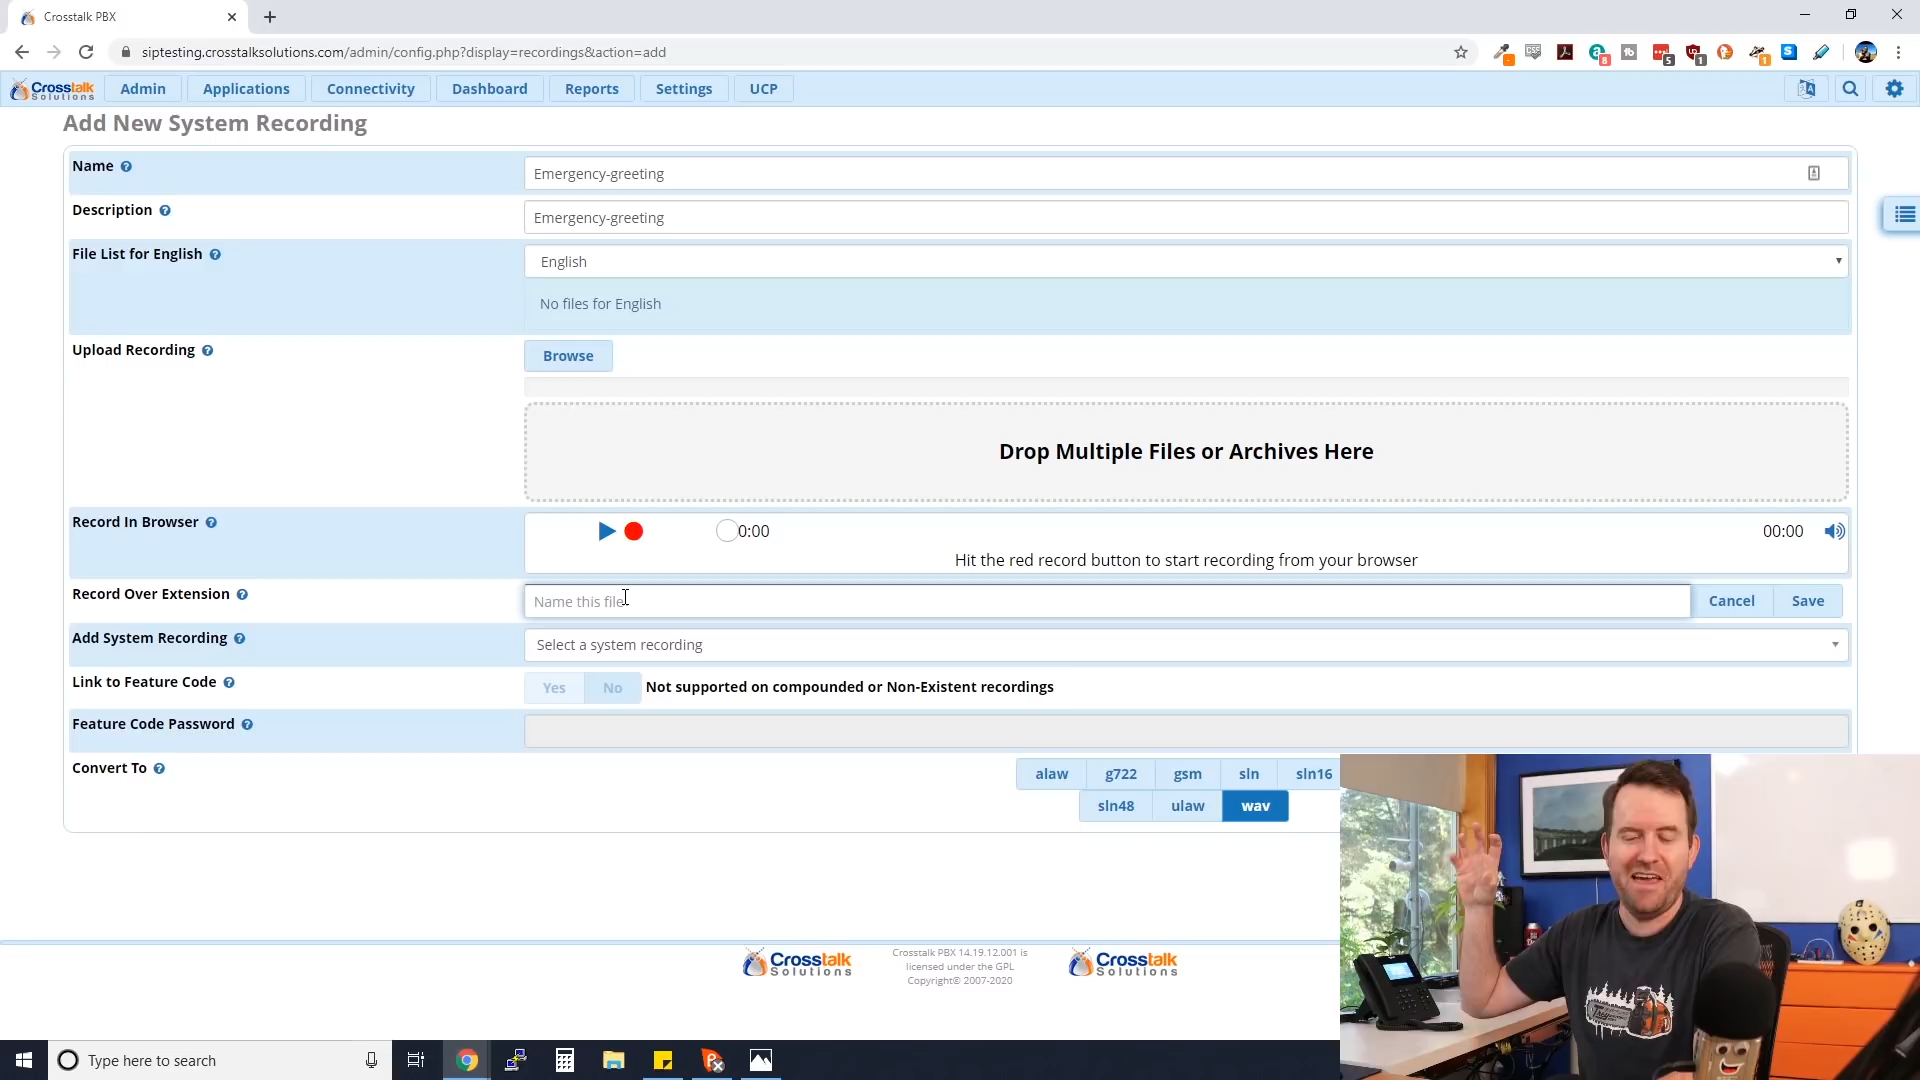 Crosstalk PBX
siptesting.crosstalksolutions.com/admin/config.php?display=recordings&action=add
Crosstalk Solutions
Admin
Applications
Connectivity
Dashboard
Reports
Settings
UCP
Add New System Recording
Name
Emergency-greeting
Description
Emergency-greeting
File List for English
English
No files for English
Upload Recording
Browse
Drop Multiple Files or Archives Here
Record In Browser
0:00
00:00
Hit the red record button to start recording from your browser
Record Over Extension
Name this file
Cancel
Save
Add System Recording
Select a system recording
Link to Feature Code
Yes
No
Not supported on compounded or Non-Existent recordings
Feature Code Password
Convert To
alaw
g722
gsm
sln
sln16
sln48
ulaw
wav
Crosstalk Solutions
Crosstalk PBX 14.19.12.001 is
licensed under the GPL
Copyright© 2007-2020
Crosstalk Solutions
Type here to search